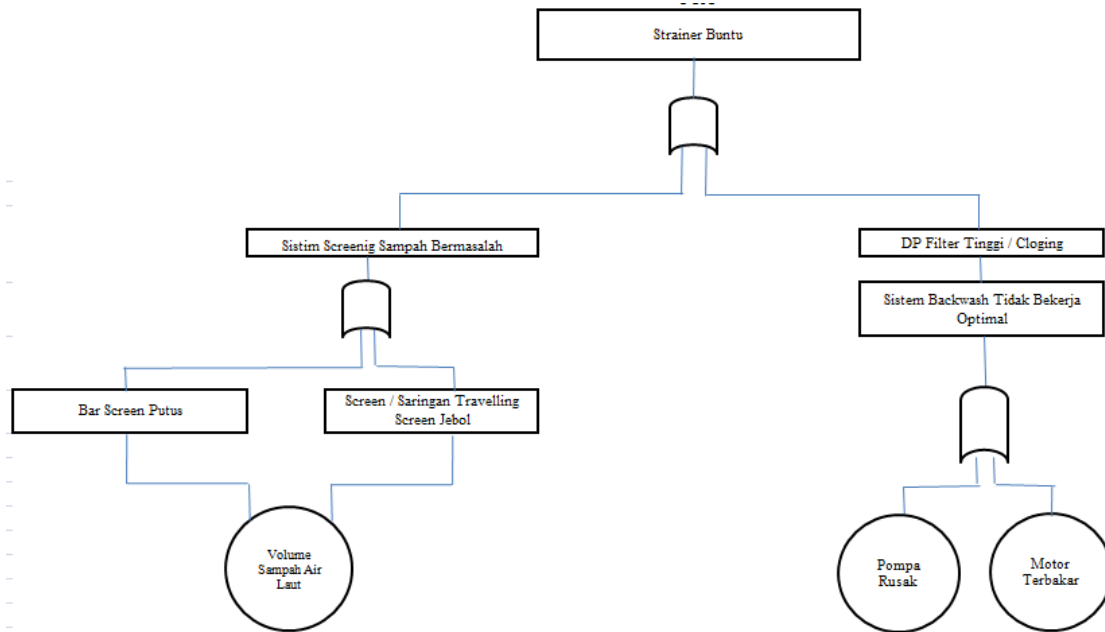 Strainer Buntu
Sistim Screenig Sampah Bermasalah
DP Filter Tinggi / Cloging
Sistem Backwash Tidak Bekerja
Optimal
Bar Screen Putus
Screen / Saringan Travelling
Screen Jebol
Volume
Sampah Air
Laut
Pompa
Rusak
Motor
Terbakar